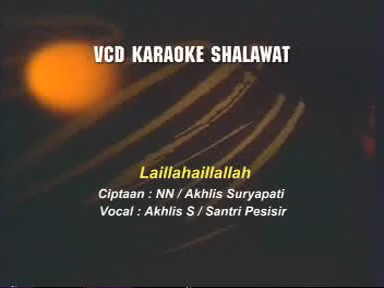 VCD KARAOKE SHALAWAT
Laillahaillallah
Ciptaan : NN / Akhlis Suryapati
Vocal : Akhlis S / Santri Pesisir